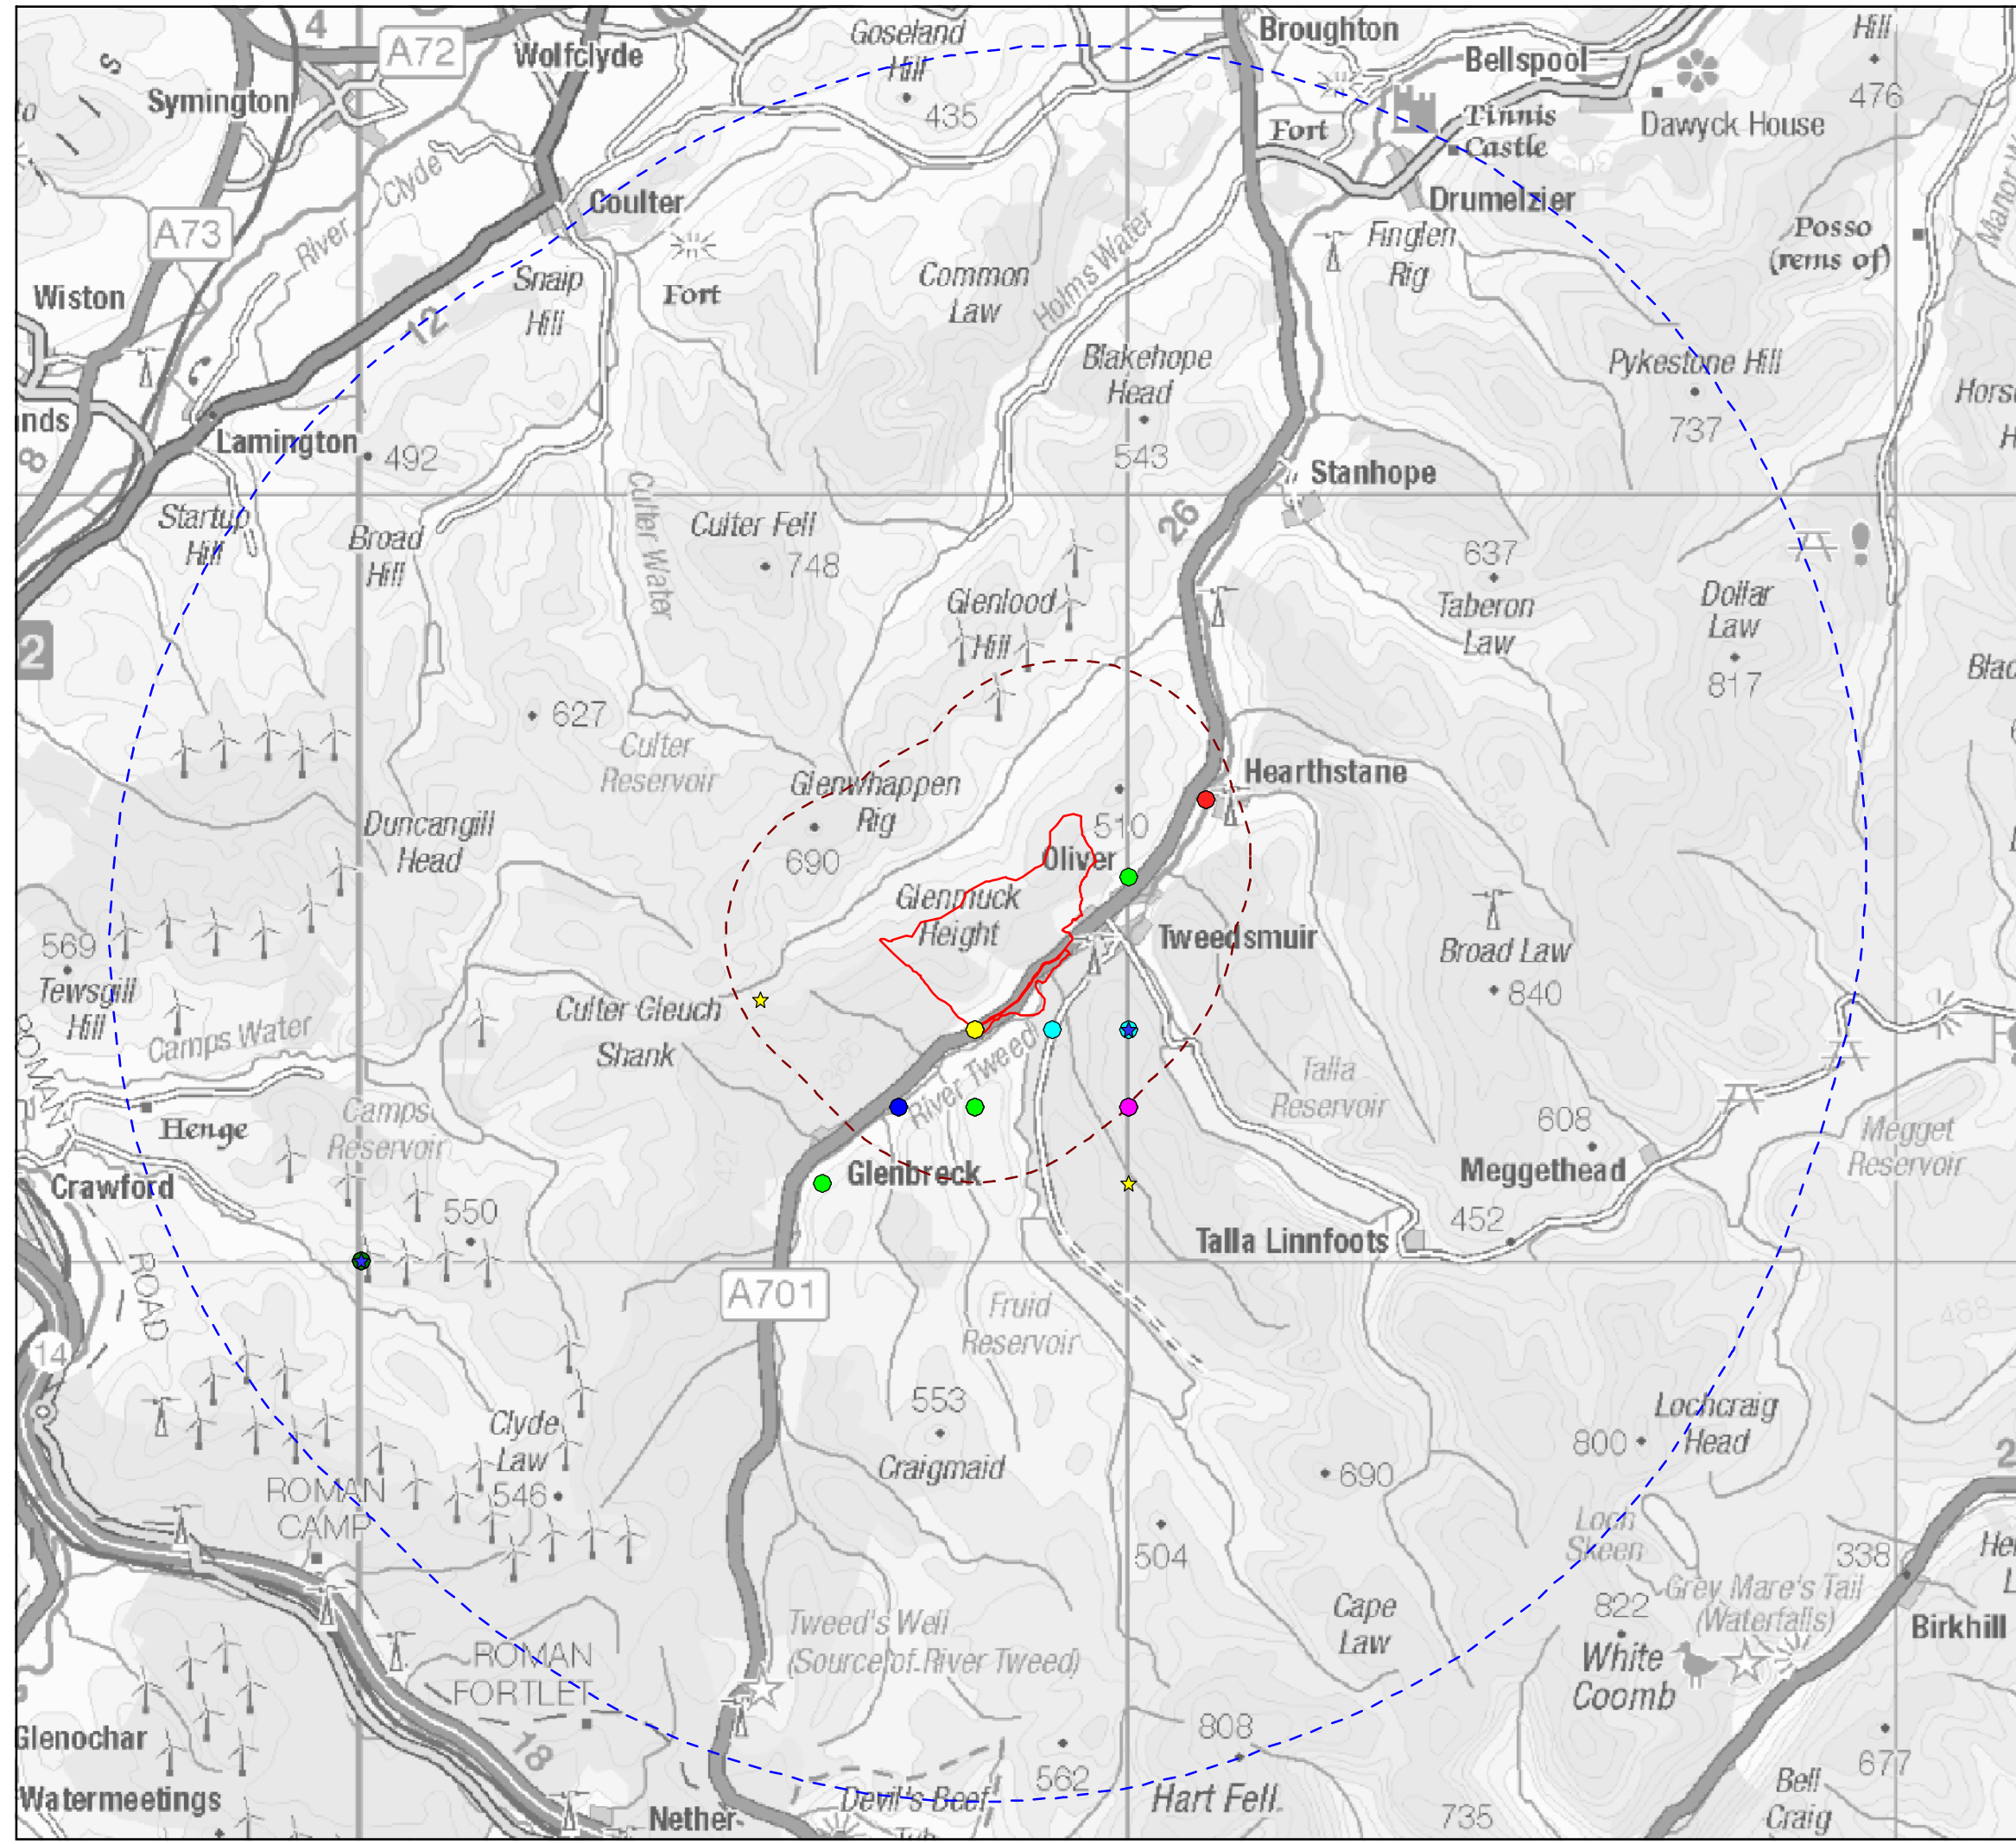 4
A72
Wolfclyde
Goseland
Hill
435
Broughton
Bellspool
Hill
476
Symington
Tinnis
Castle
Fort
Dawyck House
Clyde
River
Coulter
Drumelzier
A73
Fort
Snaip
Hill
Common
Law
Holms Water
Finglen
Rig
Posso
(rems of)
Wiston
12
Blakehope
Head
543
Pykestone Hill
737
Lamington
492
8
Stanhope
Startup
Hill
Broad
Hill
Culter Water
Culter Fell
748
26
637
Taberon
Law
Dollar
Law
817
Glenlood
Hill
2
627
Culter
Reservoir
Glenwhappen
Rig
690
Hearthstane
510
Duncangill
Head
Oliver
Glenmuck
Height
Tweedsmuir
Broad Law
840
569
Tewsgill
Hill
Culter Cleuch
Shank
Camps Water
ROMAN
River Tweed
Talla
Reservoir
Henge
Camps
Reservoir
608
Megget
Reservoir
Crawford
550
Glenbreck
Meggethead
452
Talla Linnfoots
ROAD
A701
Fruid
Reservoir
488
14
553
Craigmaid
Clyde
Law
546
Lochcraig
Head
800
690
ROMAN
CAMP
504
Loch
Skeen
338
Grey Mare's Tail
(Waterfalls)
822
White
Coomb
Birkhill
Cape
Law
Tweed's Well
(Source of River Tweed)
ROMAN
FORTLET
Glenochar
18
808
562
677
Watermeetings
Nether
Devil's Beef
Tub
Hart Fell
735
Bell
Craig